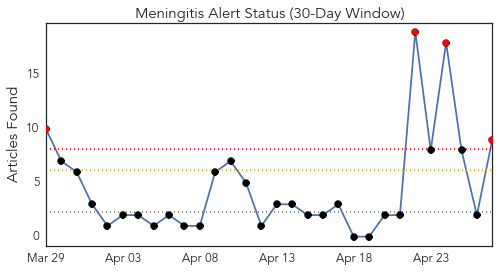 Meningitis Alert Status (30-Day Window)
Articles Found
15
10
5
0
Mar 29 Apr 03 Apr 08 Apr 13 Apr 18 Apr 23